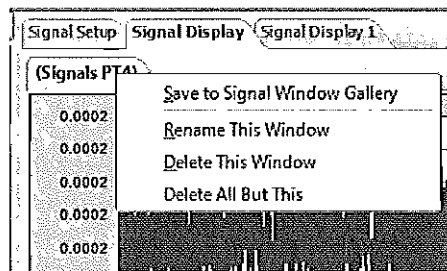 Signal Setup Signal Display Signal Display 1
(Signals PT4)
Save to Signal Window Gallery
0.0002
Rename This Window
0.0002
Delete This Window
0.0002
Delete All But This
0.0002
0.0002